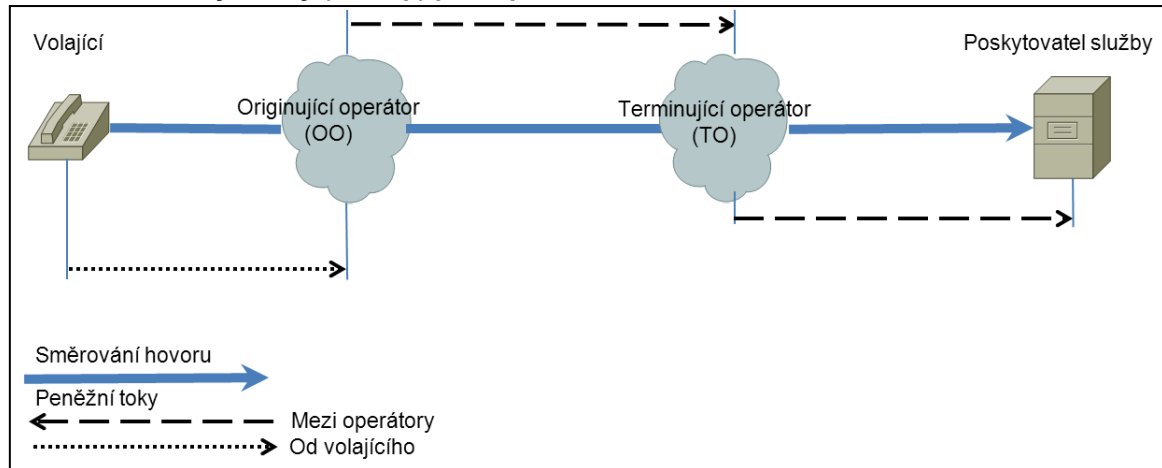 Volající
Poskytovatel služby
Originující operátor
(OO)
Terminující operátor
(TO)
Směrování hovoru
Peněžní toky
Mezi operátory
Od volajícího